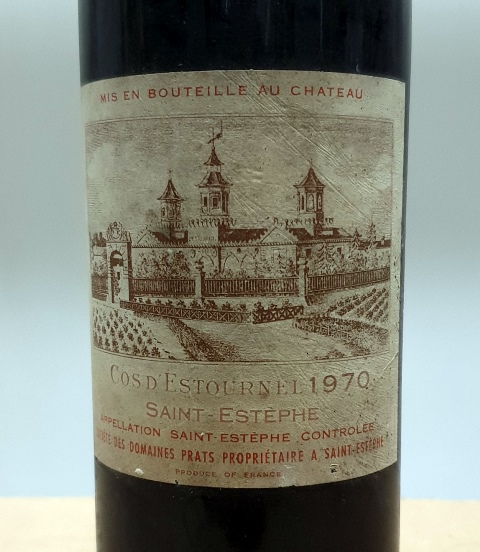 MIS EN BOUTEILLE AU CHATEAU
COS D'ESTOURNEL 1970
SAINT-ESTÈPHE
APPELLATION SAINT-ESTÈPHE CONTROLÉE
SOCIÉTÉ DES DOMAINES PRATS PROPRIÉTAIRE A SAINT-ESTÈPHE
PRODUCE OF FRANCE